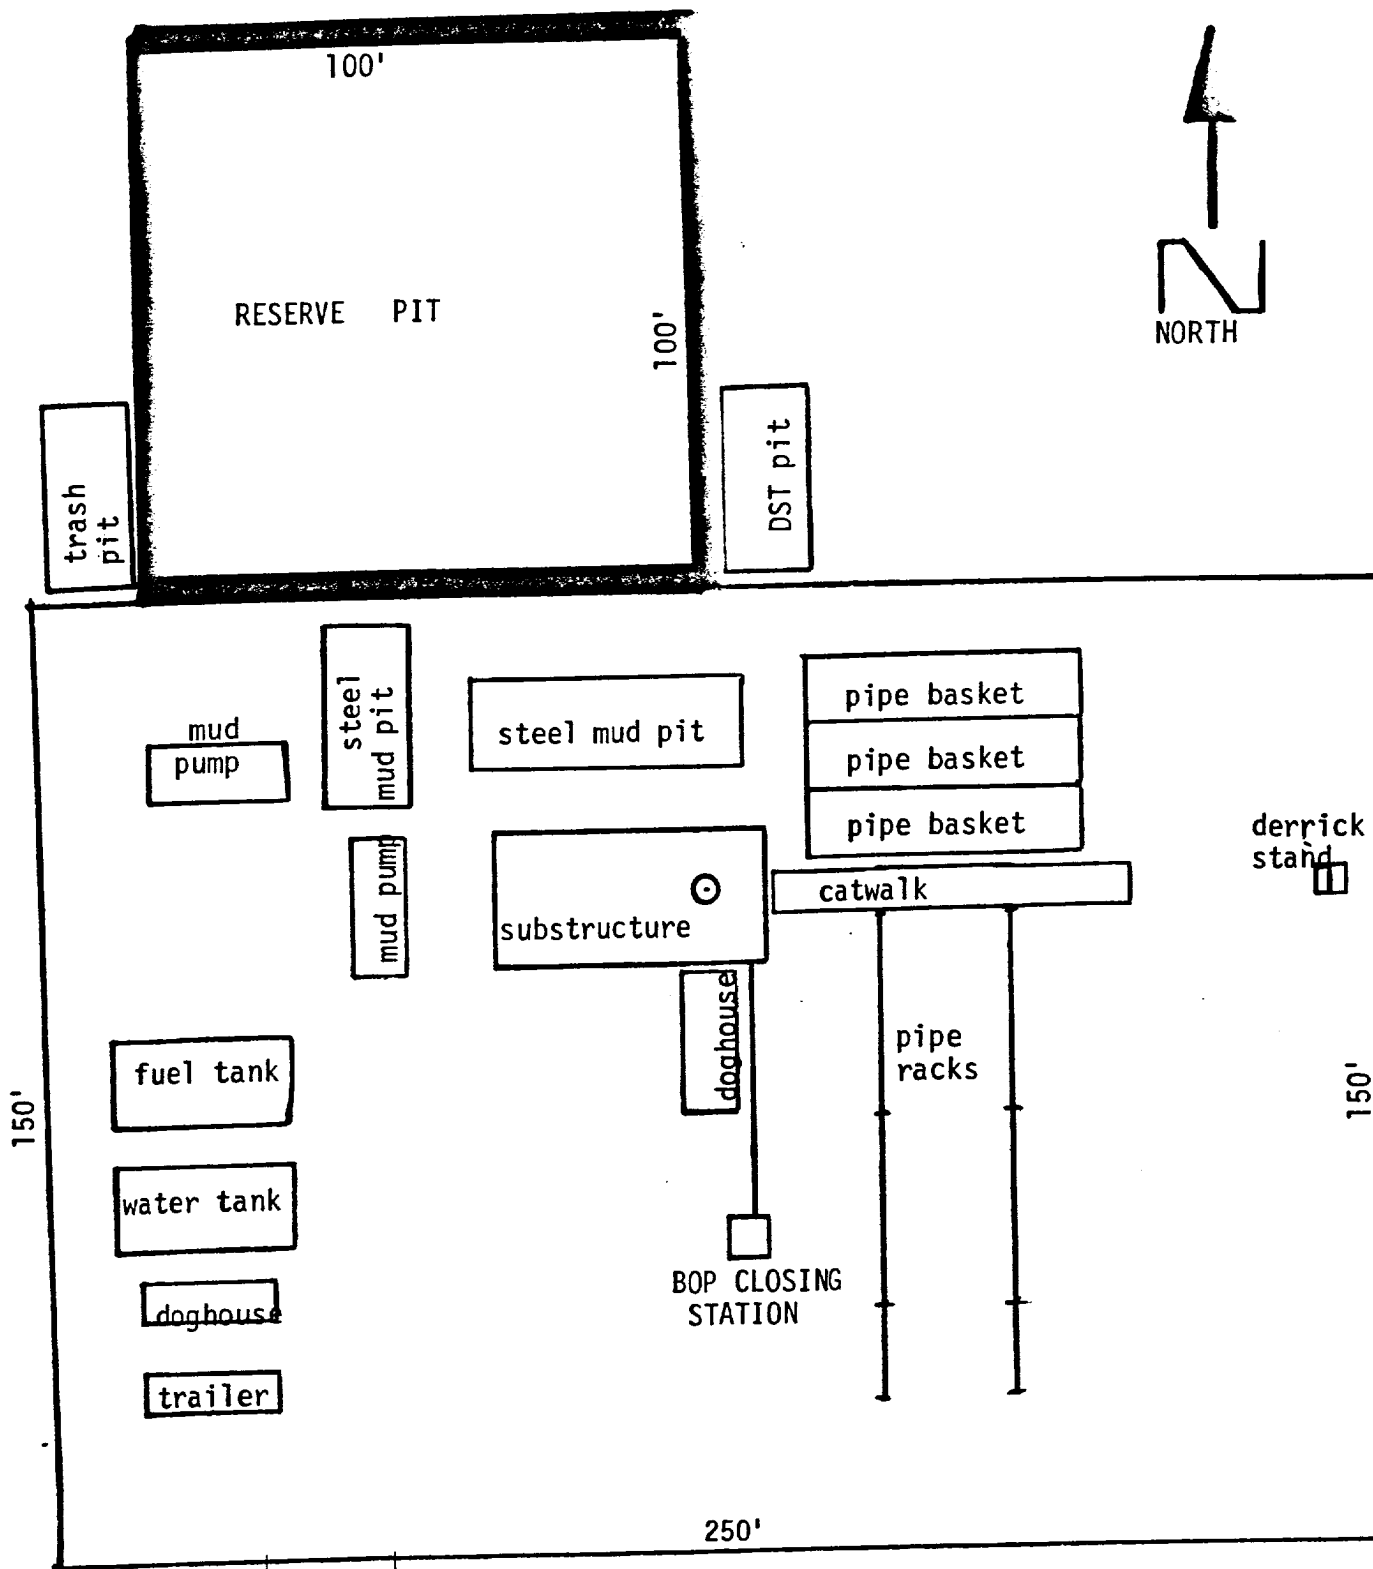 100'
RESERVE PIT
100'
N
NORTH
trash
pit
DST pit
steel
mud pit
mud
pump
steel mud pit
pipe basket
pipe basket
pipe basket
derrick
stand
mud pump
substructure
catwalk
doghouse
pipe
racks
fuel tank
150'
150'
water tank
doghouse
BOP CLOSING
STATION
trailer
250'